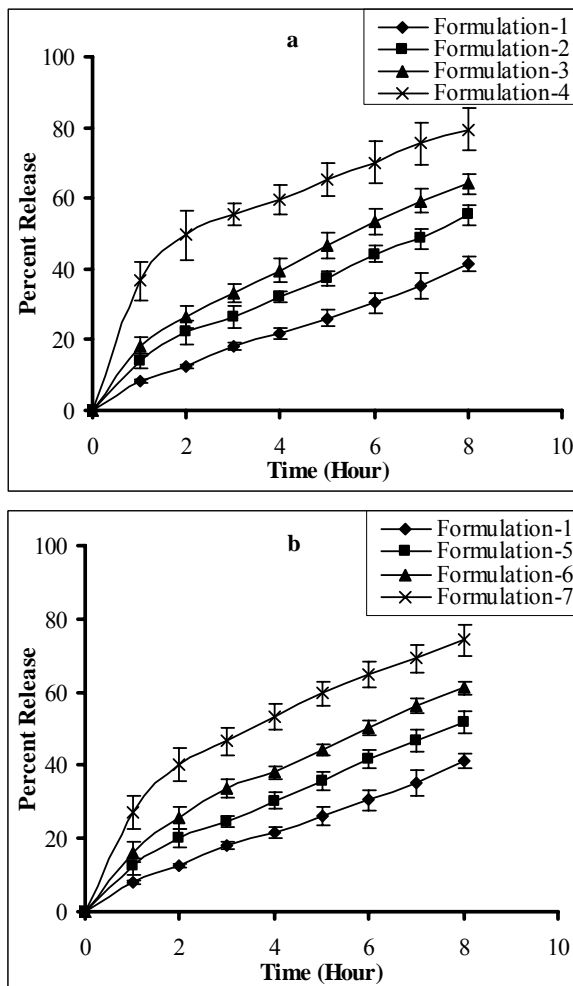 a
Formulation-1
Formulation-2
Formulation-3
Formulation-4
Percent Release
100
80
60
40
20
0
0 2 4 6 8 10
Time (Hour)
b
Formulation-1
Formulation-5
Formulation-6
Formulation-7
Percent Release
100
80
60
40
20
0
0 2 4 6 8 10
Time (Hour)